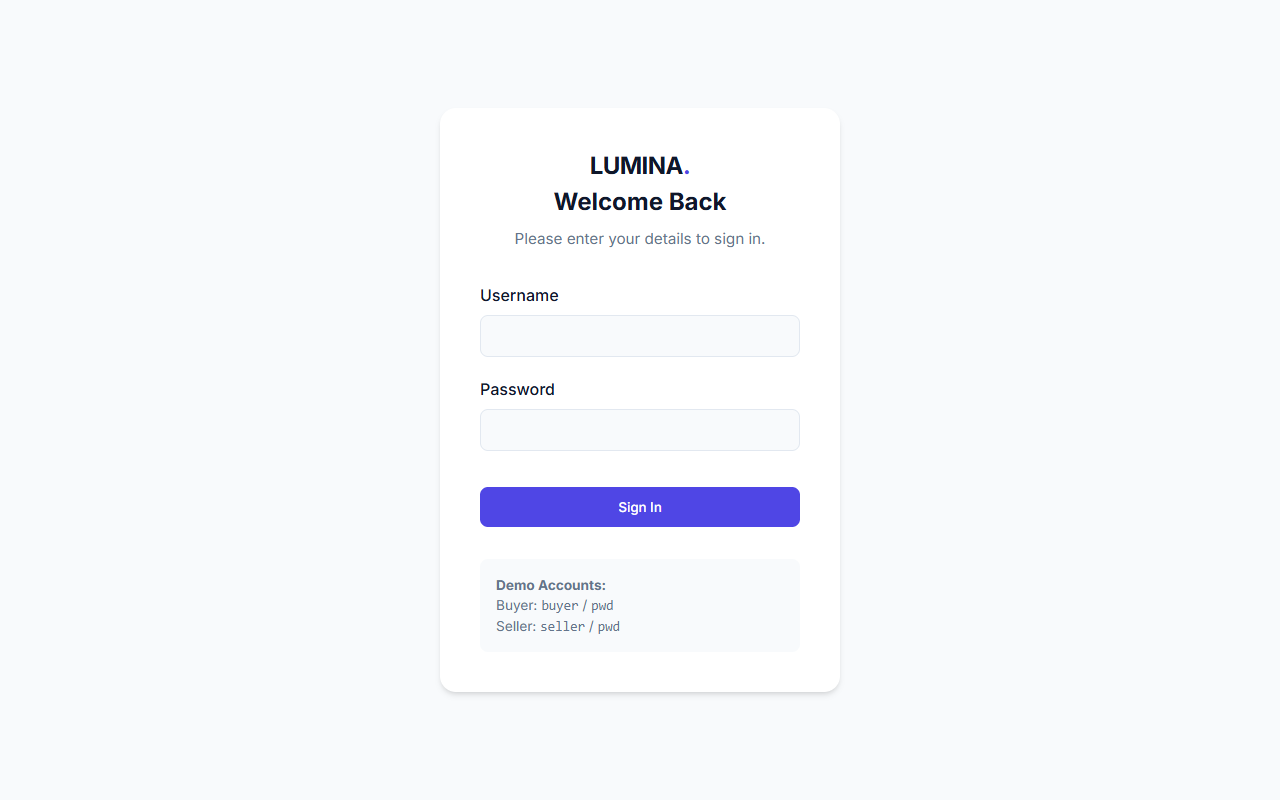 LUMINA.
Welcome Back
Please enter your details to sign in.
Username
Password
Sign In
Demo Accounts:
Buyer: buyer / pwd
Seller: seller / pwd